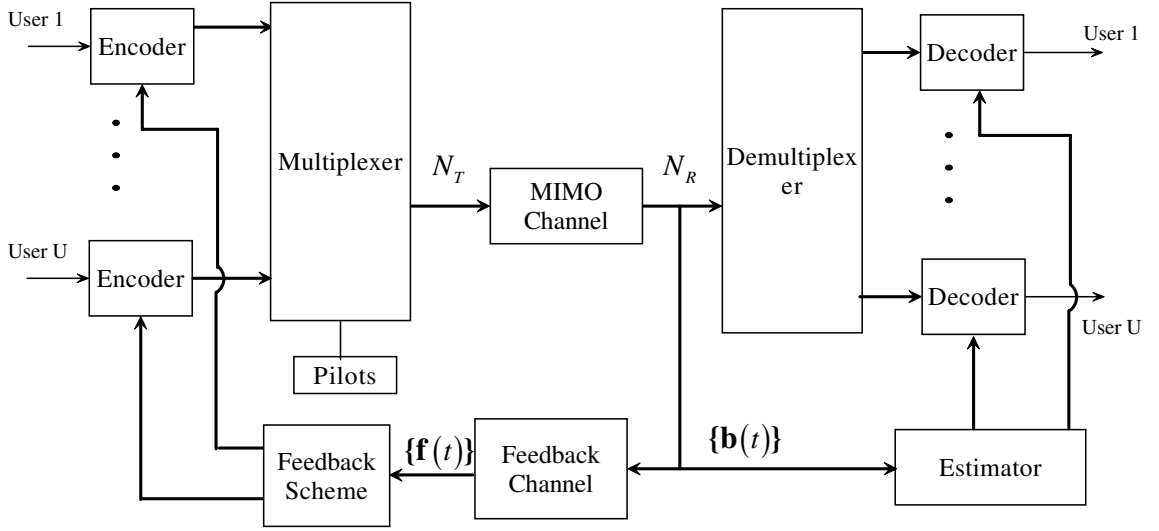 User 1
Encoder
User U
Encoder
Multiplexer
Pilots
N_T
MIMO
Channel
N_R
Demultiplex
er
Decoder
User 1
Decoder
User U
Feedback
Scheme
{f(t)}
Feedback
Channel
{b(t)}
Estimator